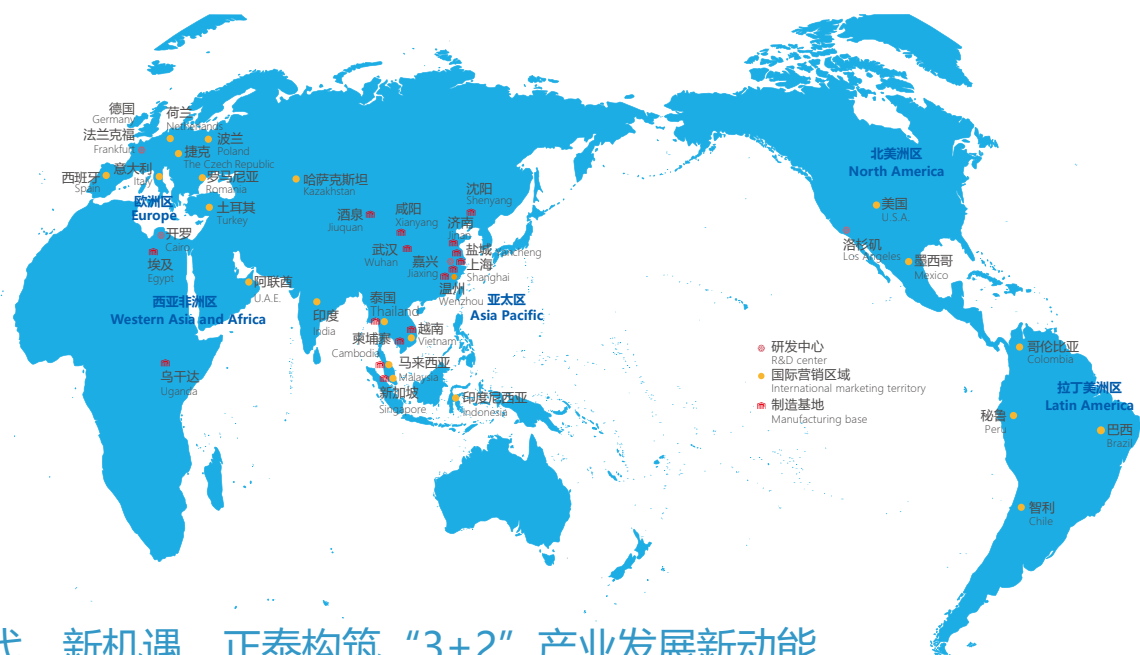 德国
Germany
荷兰
Netherlands
法兰克福
Frankfurt
波兰
Poland
捷克
The Czech Republic
西班牙
Spain
意大利
Italy
罗马尼亚
Romania
欧洲区
Europe
土耳其
Turkey
哈萨克斯坦
Kazakhstan
开罗
Cairo
埃及
Egypt
阿联酋
U.A.E.
西亚非洲区
Western Asia and Africa
乌干达
Uganda
沈阳
Shenyang
酒泉
Jiuquan
咸阳
Xianyang
济南
Jinan
武汉
Wuhan
盐城 Yancheng
嘉兴
Jiaxing
上海
Shanghai
温州
Wenzhou
亚太区
Asia Pacific
印度
India
泰国
Thailand
越南
Vietnam
柬埔寨
Cambodia
马来西亚
Malaysia
新加坡
Singapore
印度尼西亚
Indonesia
北美洲区
North America
美国
U.S.A.
洛杉矶
Los Angeles
墨西哥
Mexico
研发中心
R&D center
国际营销区域
International marketing territory
制造基地
Manufacturing base
哥伦比亚
Colombia
拉丁美洲区
Latin America
秘鲁
Peru
巴西
Brazil
智利
Chile
新机遇 正泰构筑“3+2”产业发展新动能